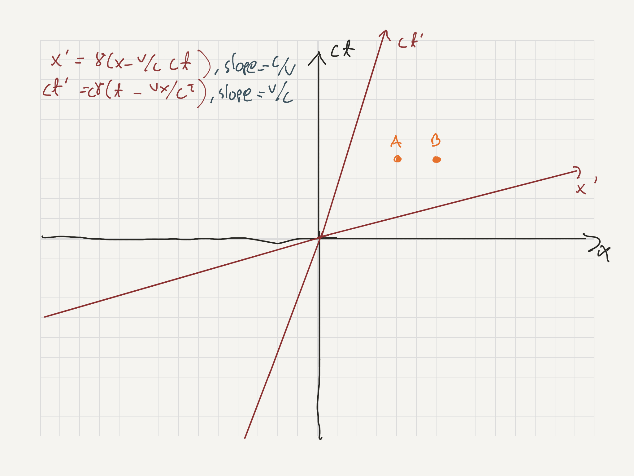 x' = γ(x - v/c ct), slope = c/v
ct' = cγ(t - vx/c²), slope = v/c
ct
ct'
A B
x'
x